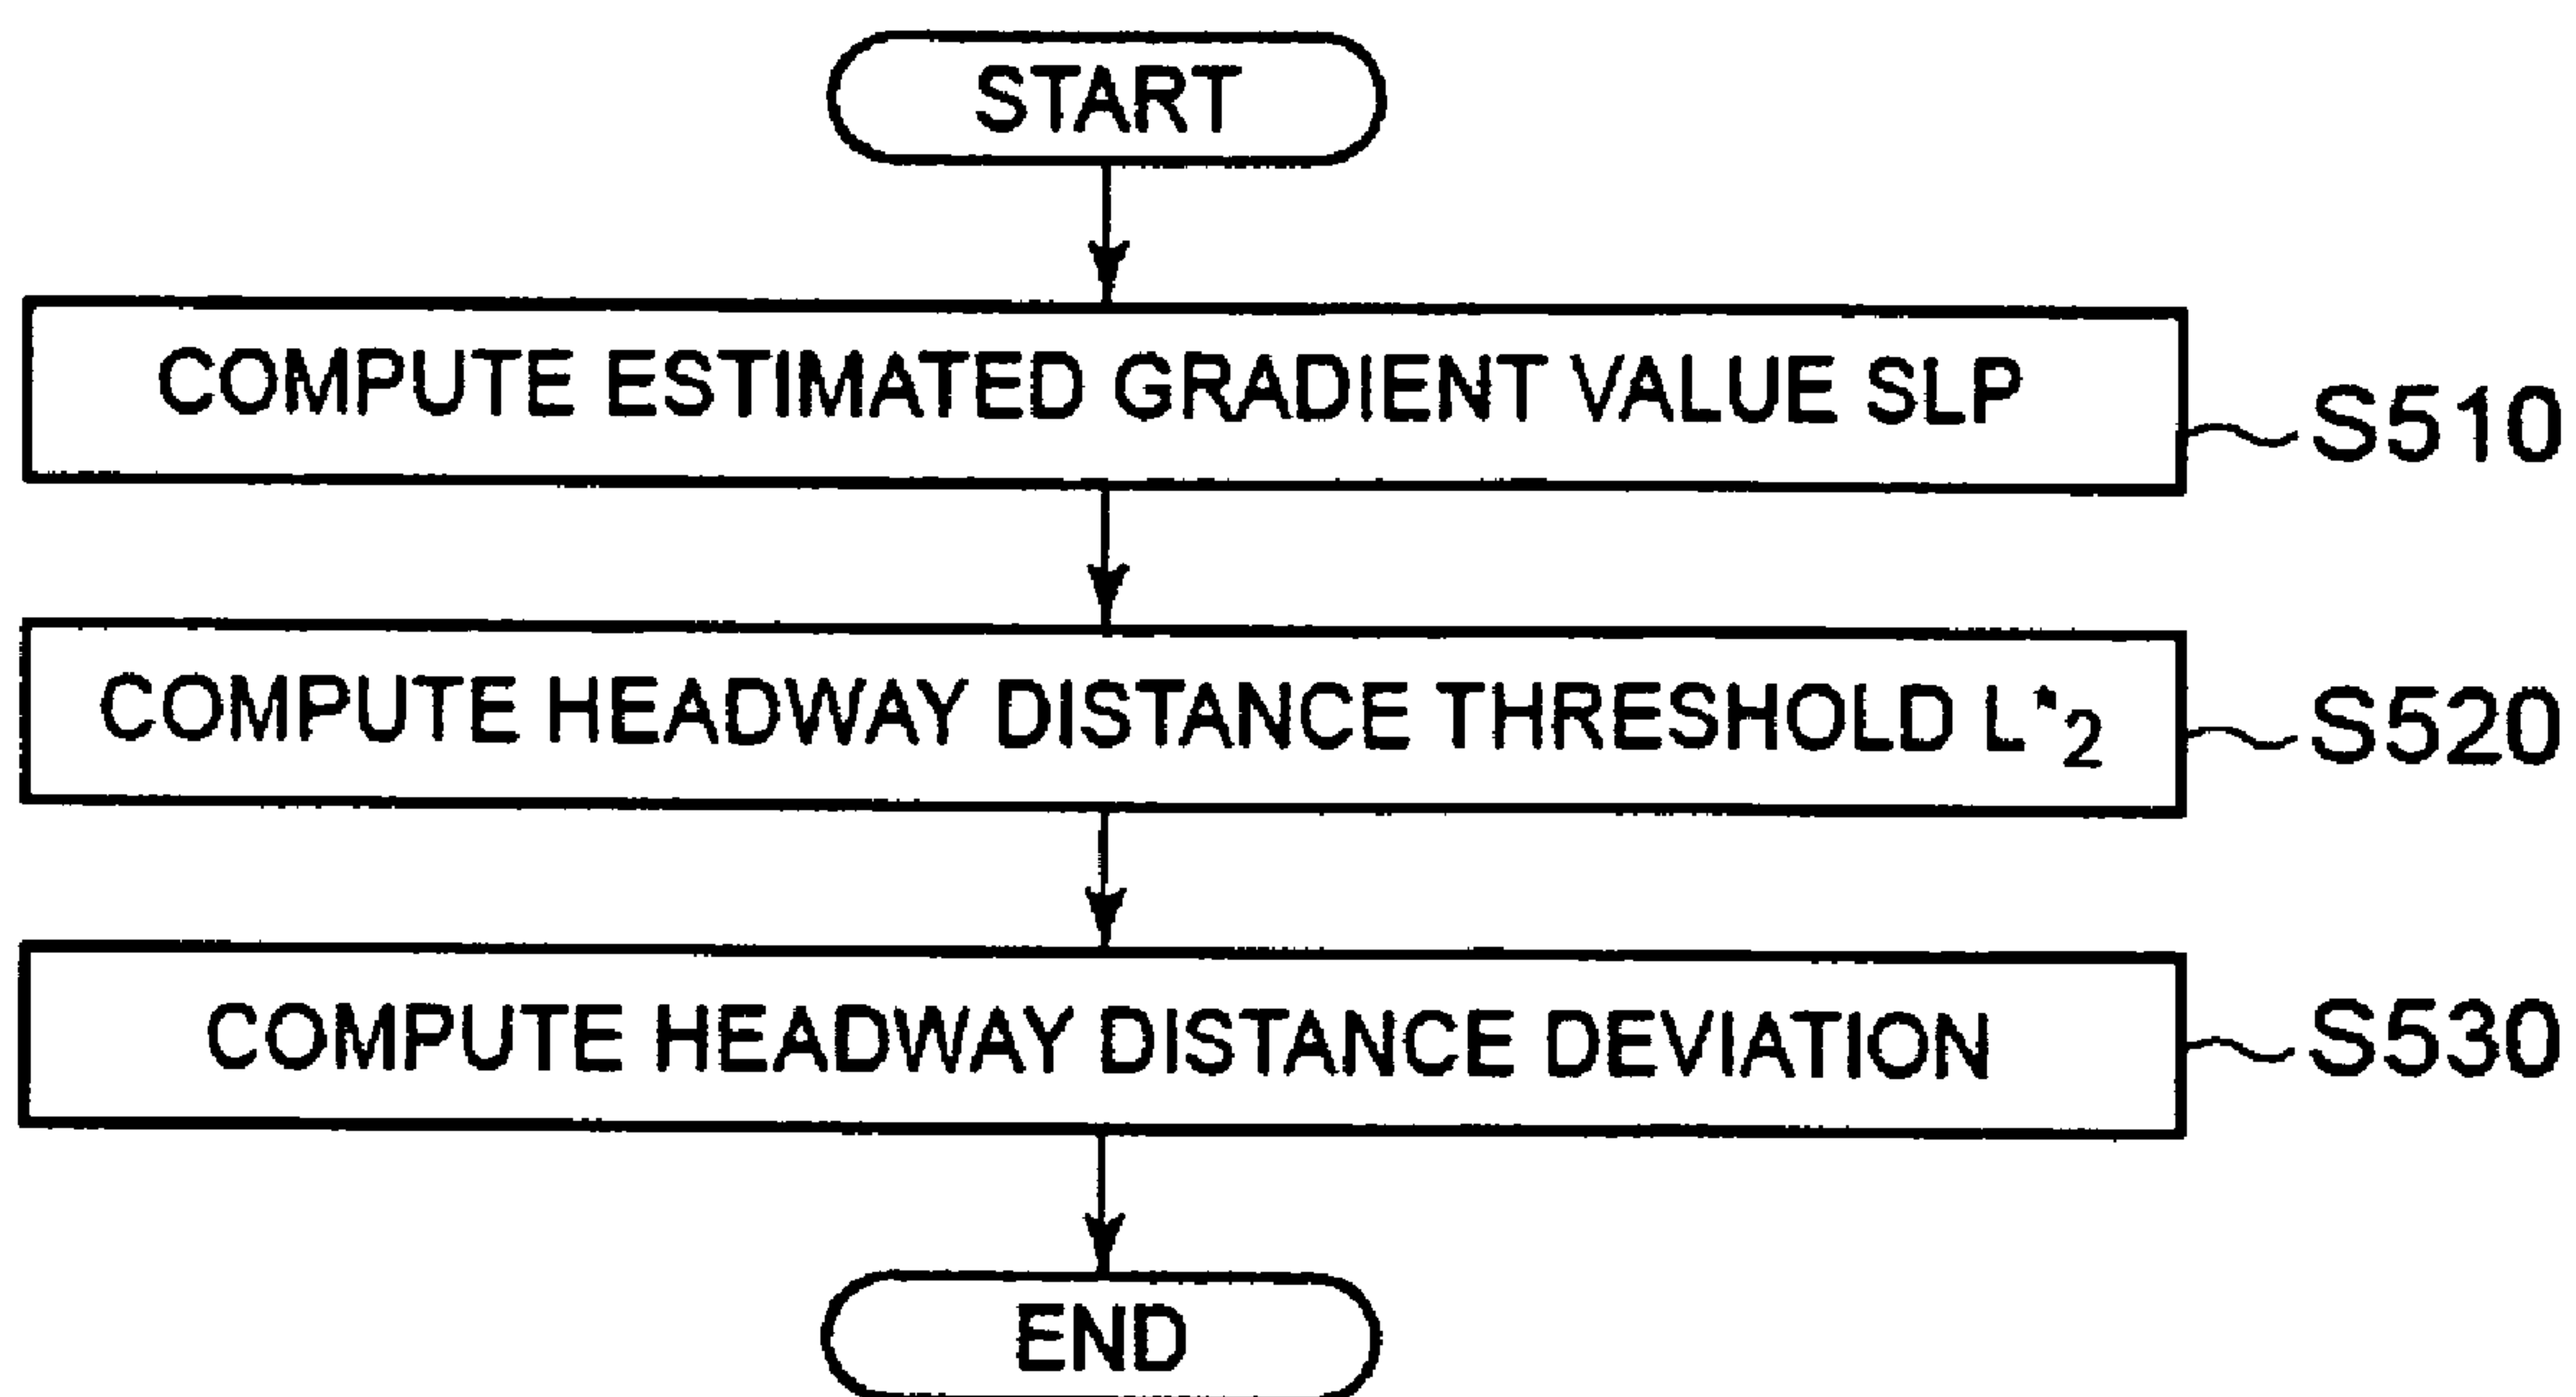 START
COMPUTE ESTIMATED GRADIENT VALUE SLP
S510
COMPUTE HEADWAY DISTANCE THRESHOLD L*2
S520
COMPUTE HEADWAY DISTANCE DEVIATION
S530
END